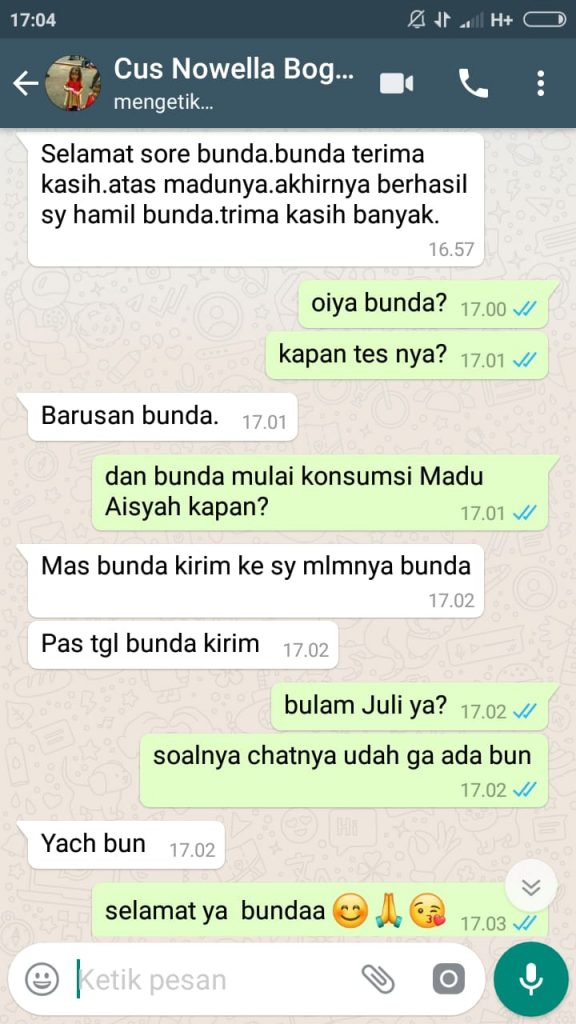 17:04
H+
Cus Nowella Bog...
mengetik...
Selamat sore bunda.bunda terima
kasih.atas madunya.akhirnya berhasil
sy hamil bunda.trima kasih banyak.
16.57
oiya bunda? 17.00
kapan tes nya? 17.01
Barusan bunda. 17.01
dan bunda mulai konsumsi Madu
Aisyah kapan? 17.01
Mas bunda kirim ke sy mlmnya bunda
17.02
Pas tgl bunda kirim 17.02
bulam Juli ya? 17.02
soalnya chatnya udah ga ada bun
17.02
Yach bun 17.02
selamat ya bundaa 😊🙏😘 17.03
Ketik pesan